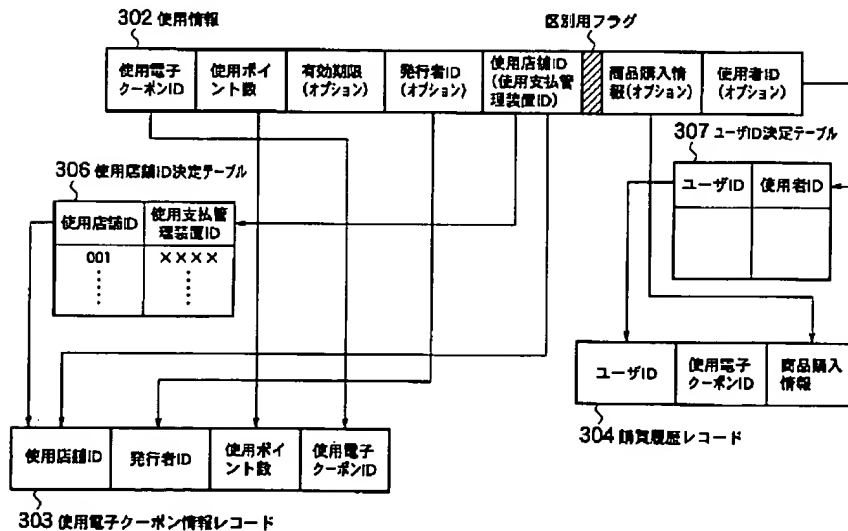 302 使用情報
区別用フラグ
使用電子
クーポンID
使用ポイ
ント数
有効期限
(オプション)
発行者ID
(オプション)
使用店舗ID
(使用支払管
理装置ID)
商品購入情
報(オプション)
使用者ID
(オプション)
307 ユーザID決定テーブル
ユーザID
使用者ID
306 使用店舗ID決定テーブル
使用店舗ID
使用支払管
理装置ID
001
××××
ユーザID
使用電子
クーポンID
商品購入
情報
304 購買履歴レコード
使用店舗ID
発行者ID
使用ポイ
ント数
使用電子
クーポンID
303 使用電子クーポン情報レコード